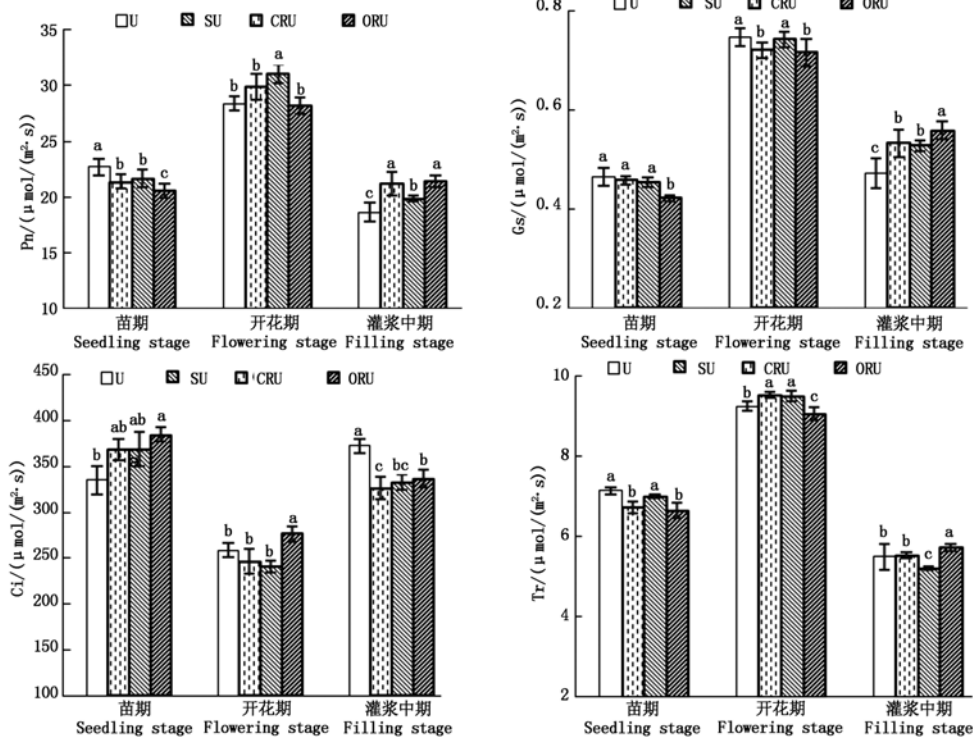 U SU CRU ORU
a
b b b
a b b c
a a
c b
30
35
25
20
15
10
Pn/(μmol/(m²·s))
苗期 开花期 灌浆中期
Seedling stage Flowering stage Filling stage
U SU CRU ORU
0.8
0.6
0.4
0.2
Gs/(μmol/(m²·s))
a b a b
a a a b
c b b a
苗期 开花期 灌浆中期
Seedling stage Flowering stage Filling stage
U SU CRU ORU
450
400
350
300
250
200
150
100
Ci/(μmol/(m²·s))
b ab ab a
b b b a
a c bc b
苗期 开花期 灌浆中期
Seedling stage Flowering stage Filling stage
U SU CRU ORU
10
8
6
4
2
Tr/(μmol/(m²·s))
a b a b
b a a c
b b c a
苗期 开花期 灌浆中期
Seedling stage Flowering stage Filling stage